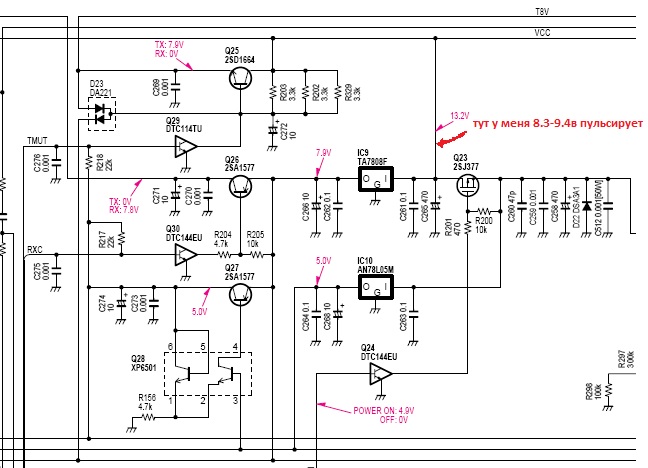 T8V
VCC
TX: 7.9V
RX: 0V
Q25
2SD1664
D23
DA221
C269
0.001
R203
3.3k
R202
3.3k
R329
3.3k
13.2V
тут у меня 8.3-9.4в пульсирует
Q29
DTC114TU
C272
10
TMUT
C276
0.001
R218
22k
Q26
2SA1577
7.9V
IC9
TA7808F
O
I
G
Q23
2SJ377
TX: 0V
RX: 7.8V
C271
10
C270
0.001
C266 10
C262 0.1
C261 0.1
C265 470
R201
470
R200
10k
C260 47p
C259 0.001
C258 470
D22 DSA3A1
C512 0.001[50W]
R217
22k
Q30
DTC144EU
R204
4.7k
R205
10k
RXC
C275
0.001
Q27
2SA1577
5.0V
IC10
AN78L05M
O
I
G
C274
10
C273
0.001
5.0V
C264 0.1
C268 10
C263 0.1
6
5
4
Q28
XP6501
Q24
DTC144EU
R156
4.7k
1
2
3
POWER ON: 4.9V
OFF: 0V
R297
300k
R298
100k